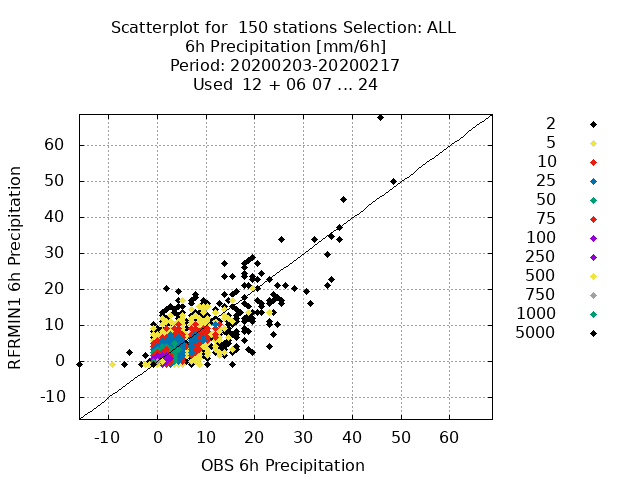 Scatterplot for  150 stations Selection: ALL
6h Precipitation [mm/6h]
Period: 20200203-20200217
Used  12 + 06 07 ... 24
2
5
10
25
50
75
100
250
500
750
1000
5000
60
50
40
30
20
10
0
-10
RFRMIN1 6h Precipitation
-10 0 10 20 30 40 50 60
OBS 6h Precipitation